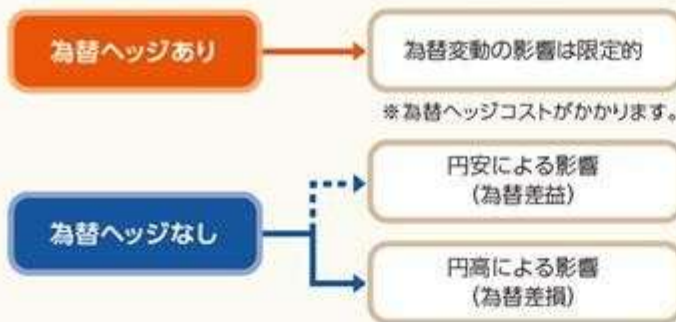 為替ヘッジあり
為替変動の影響は限定的
※為替ヘッジコストがかかります。
為替ヘッジなし
円安による影響
(為替差益)
円高による影響
(為替差損)